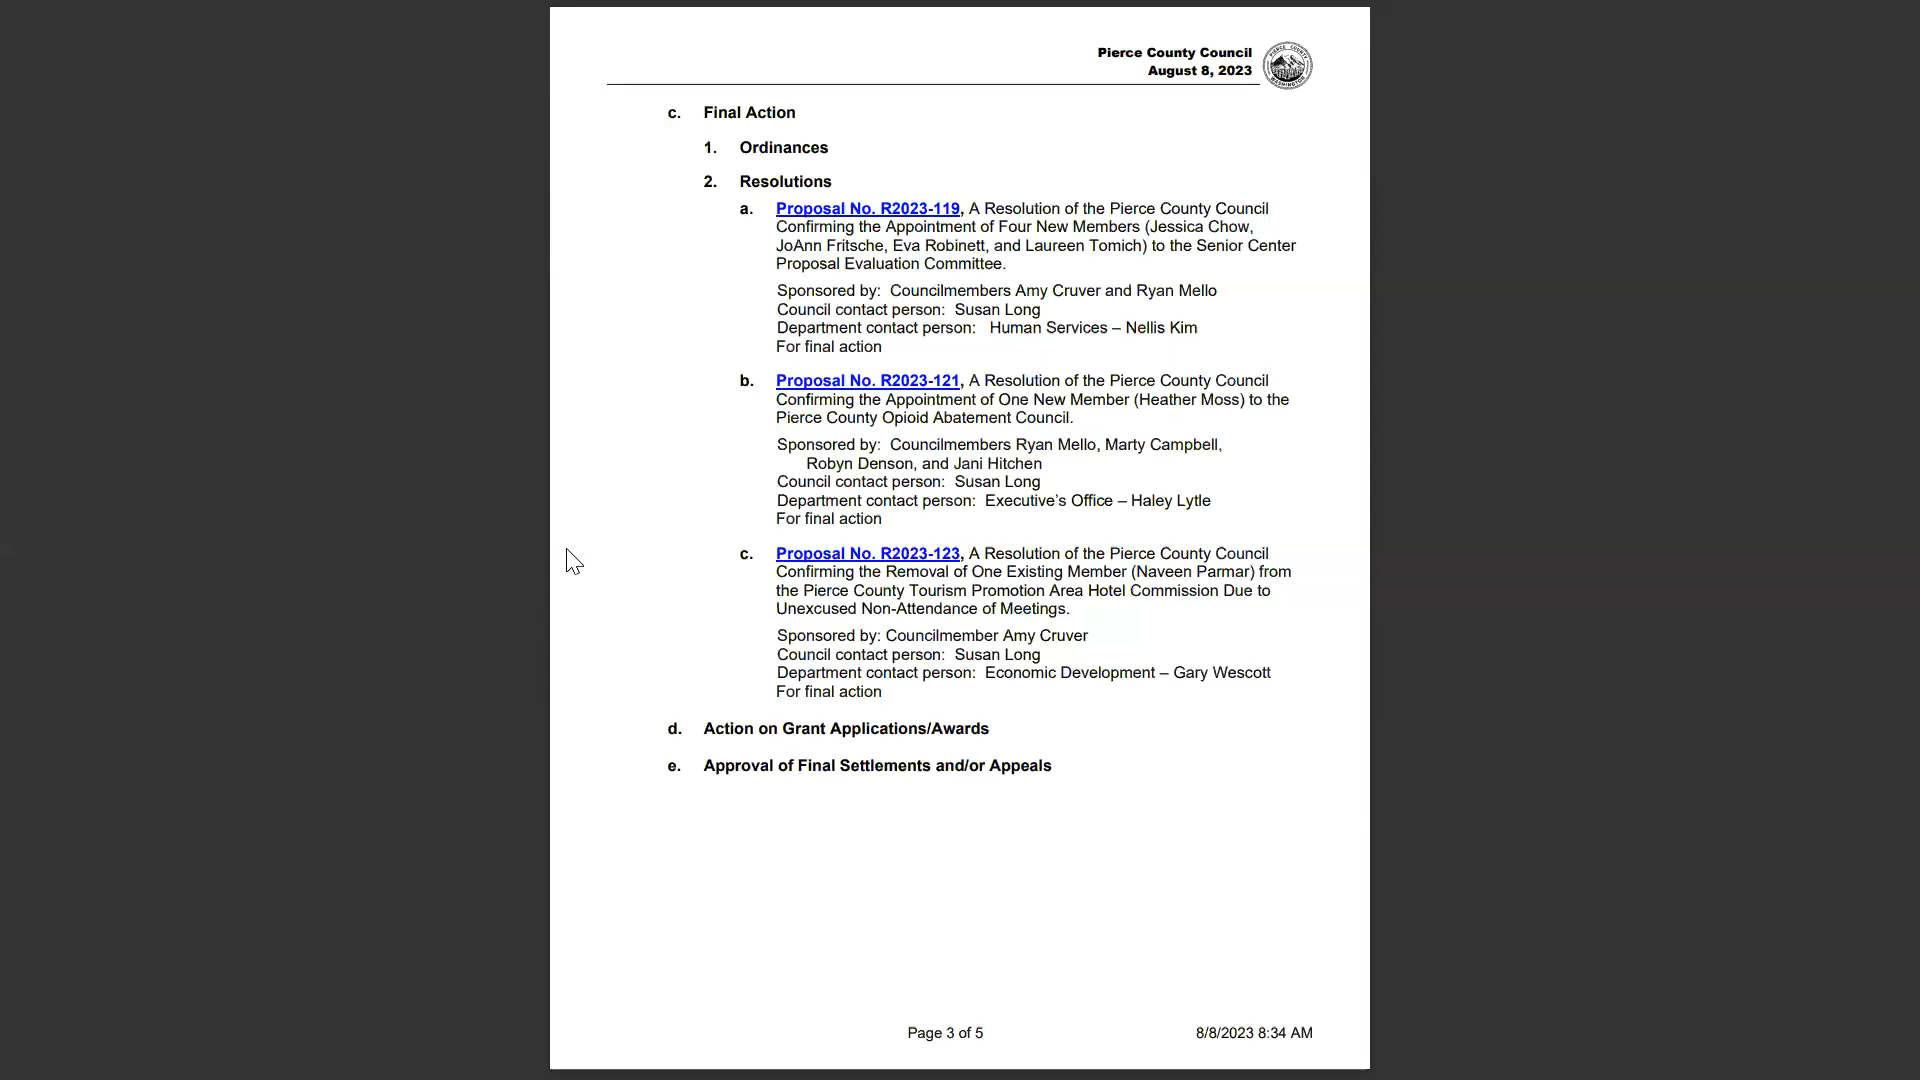 Pierce County Council
August 8, 2023
PIERCE COUNTY
WASHINGTON
c. Final Action
1. Ordinances
2. Resolutions
a. Proposal No. R2023-119, A Resolution of the Pierce County Council
Confirming the Appointment of Four New Members (Jessica Chow,
JoAnn Fritsche, Eva Robinett, and Laureen Tomich) to the Senior Center
Proposal Evaluation Committee.
Sponsored by: Councilmembers Amy Cruver and Ryan Mello
Council contact person: Susan Long
Department contact person: Human Services – Nellis Kim
For final action
b. Proposal No. R2023-121, A Resolution of the Pierce County Council
Confirming the Appointment of One New Member (Heather Moss) to the
Pierce County Opioid Abatement Council.
Sponsored by: Councilmembers Ryan Mello, Marty Campbell,
Robyn Denson, and Jani Hitchen
Council contact person: Susan Long
Department contact person: Executive’s Office – Haley Lytle
For final action
c. Proposal No. R2023-123, A Resolution of the Pierce County Council
Confirming the Removal of One Existing Member (Naveen Parmar) from
the Pierce County Tourism Promotion Area Hotel Commission Due to
Unexcused Non-Attendance of Meetings.
Sponsored by: Councilmember Amy Cruver
Council contact person: Susan Long
Department contact person: Economic Development – Gary Wescott
For final action
d. Action on Grant Applications/Awards
e. Approval of Final Settlements and/or Appeals
Page 3 of 5
8/8/2023 8:34 AM